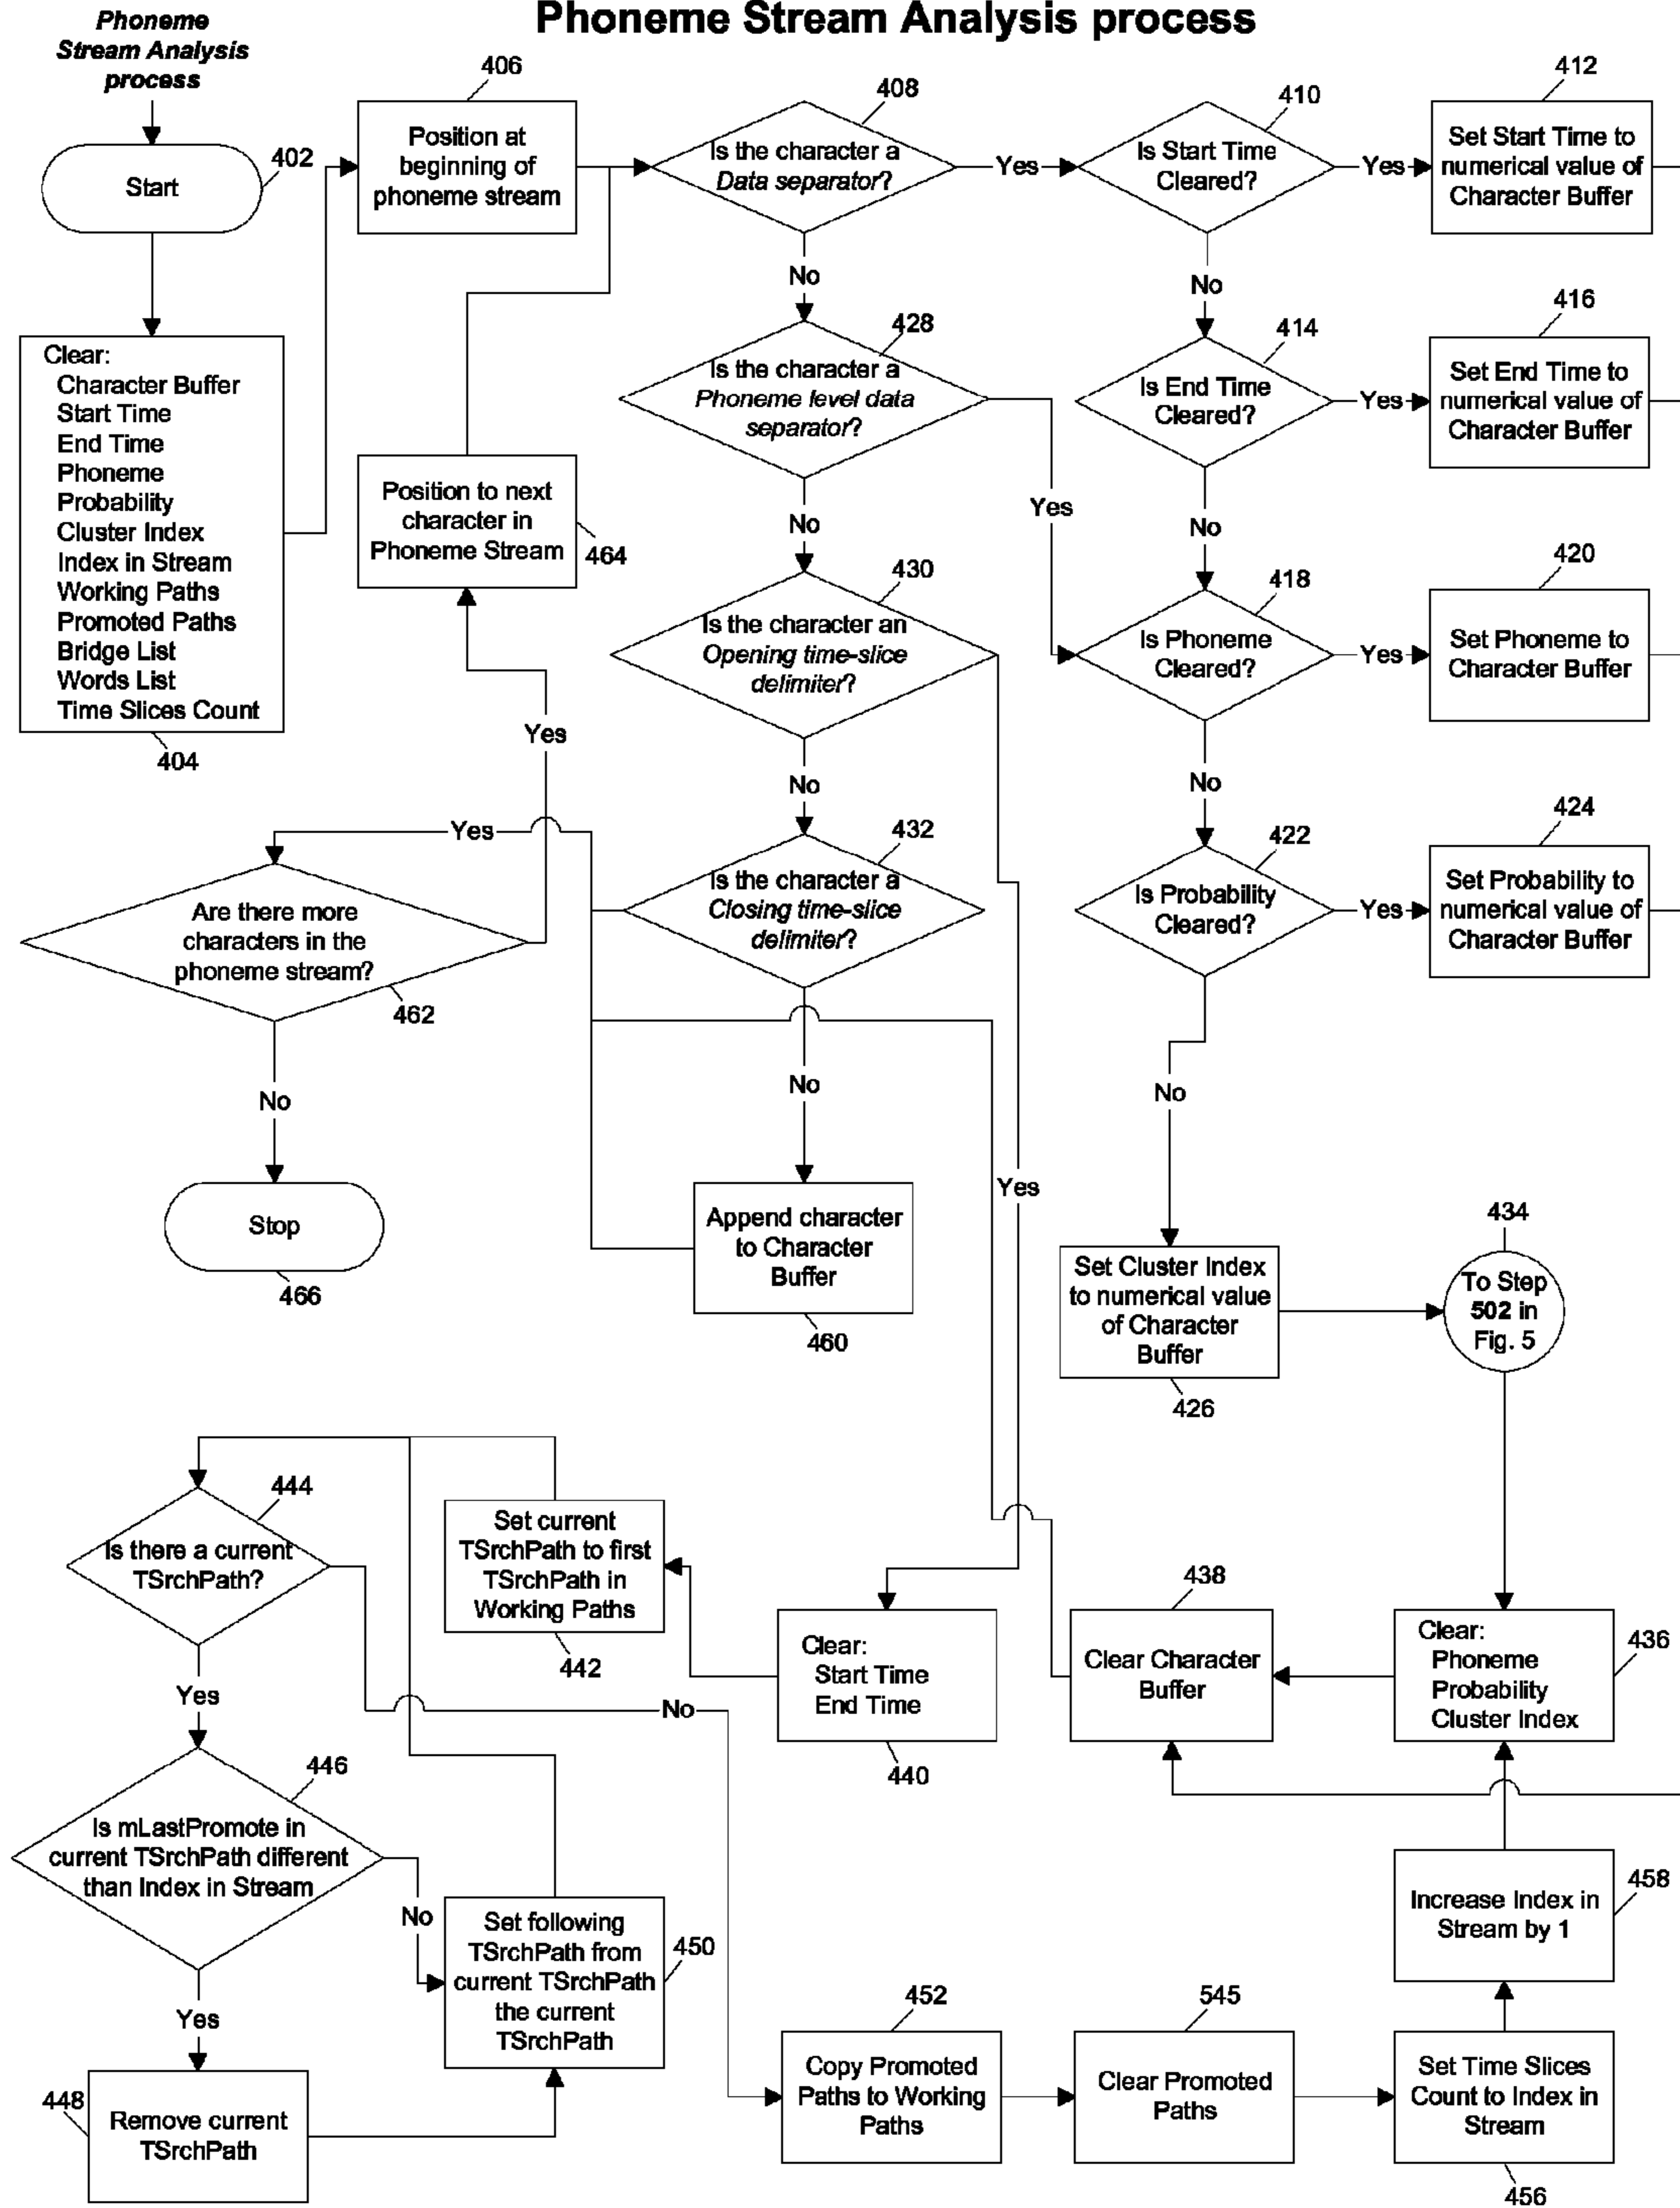 Phoneme Stream Analysis process
Phoneme
Stream Analysis
process
Start
402
Clear:
Character Buffer
Start Time
End Time
Phoneme
Probability
Cluster Index
Index in Stream
Working Paths
Promoted Paths
Bridge List
Words List
Time Slices Count
404
406
Position at
beginning of
phoneme stream
408
Is the character a
Data separator?
Yes
410
Is Start Time
Cleared?
Yes
412
Set Start Time to
numerical value of
Character Buffer
No
No
428
Is the character a
Phoneme level data
separator?
Yes
414
Is End Time
Cleared?
Yes
416
Set End Time to
numerical value of
Character Buffer
Position to next
character in
Phoneme Stream
464
No
No
430
Is the character an
Opening time-slice
delimiter?
418
Is Phoneme
Cleared?
Yes
420
Set Phoneme to
Character Buffer
Yes
No
No
Yes
432
Is the character a
Closing time-slice
delimiter?
422
Is Probability
Cleared?
Yes
424
Set Probability to
numerical value of
Character Buffer
Are there more
characters in the
phoneme stream?
462
No
No
No
Yes
Stop
466
Append character
to Character
Buffer
460
Set Cluster Index
to numerical value
of Character
Buffer
426
434
To Step
502 in
Fig. 5
444
Is there a current
TSrchPath?
Set current
TSrchPath to first
TSrchPath in
Working Paths
442
Clear:
Start Time
End Time
440
438
Clear Character
Buffer
Clear:
Phoneme
Probability
Cluster Index
436
Yes
No
446
Is mLastPromote in
current TSrchPath different
than Index in Stream
No
Set following
TSrchPath from
current TSrchPath
the current
TSrchPath
450
Increase Index in
Stream by 1
458
Yes
448
Remove current
TSrchPath
452
Copy Promoted
Paths to Working
Paths
545
Clear Promoted
Paths
Set Time Slices
Count to Index in
Stream
456